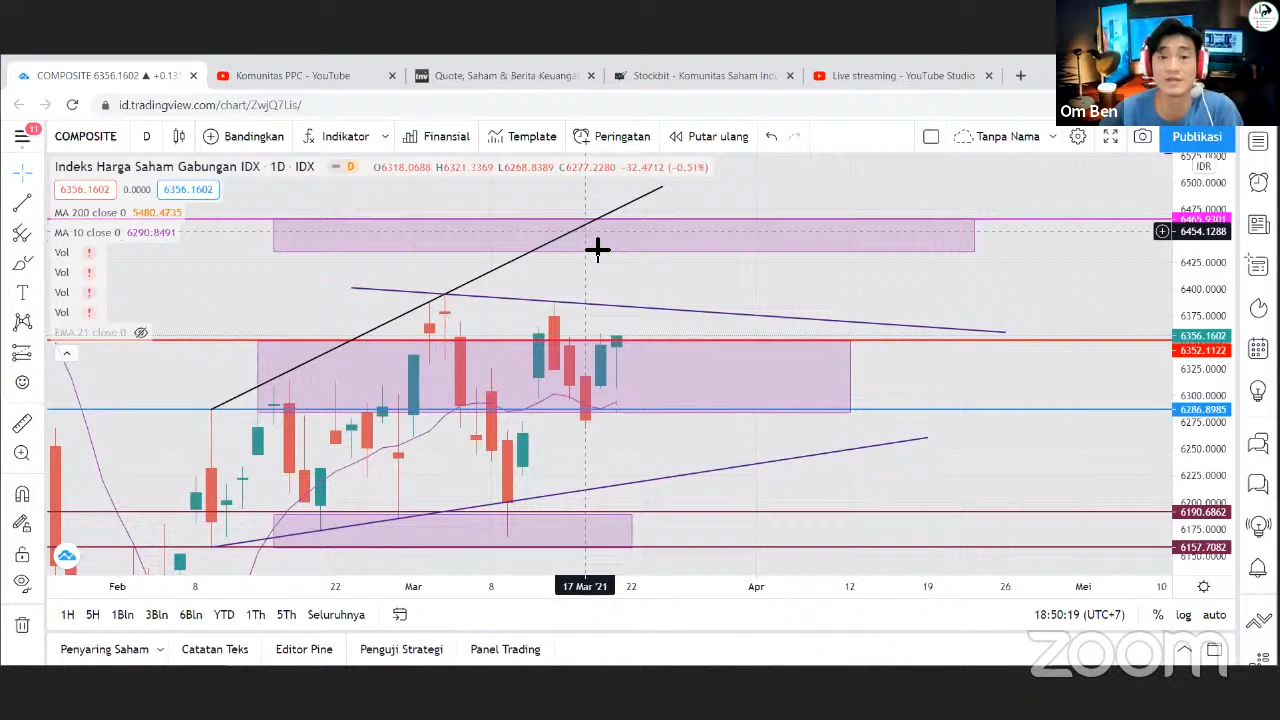 Om Ben
COMPOSITE 6356.1602 ▲ +0.13
Komunitas PPC - YouTube
Quote, Saham & Berita Keuangan
Stockbit - Komunitas Saham Ind
Live streaming - YouTube Studio
id.tradingview.com/chart/ZwjQ7Lis/
11
COMPOSITE
D
Bandingkan
Indikator
Finansial
Template
Peringatan
Putar ulang
Tanpa Nama
Publikasi
Indeks Harga Saham Gabungan IDX · 1D · IDX
D
O6318.0688 H6321.3369 L6268.8389 C6277.2280 -32.4712 (-0.51%)
6356.1602 0.0000 6356.1602
MA 200 close 0 5480.4735
MA 10 close 0 6290.8491
Vol !
Vol !
Vol !
Vol !
EMA 21 close 0
6575.0000
IDR
6500.0000
6475.0000
6465.9301
6454.1288
6425.0000
6400.0000
6375.0000
6356.1602
6352.1122
6325.0000
6300.0000
6286.8985
6275.0000
6250.0000
6225.0000
6200.0000
6190.6862
6175.0000
6157.7082
6150.0000
Feb 8 22 Mar 8 17 Mar '21 22 Apr 12 19 26 Mei 10
1H 5H 1Bln 3Bln 6Bln YTD 1Th 5Th Seluruhnya
18:50:19 (UTC+7)
% log auto
Penyaring Saham
Catatan Teks
Editor Pine
Penguji Strategi
Panel Trading
zoom